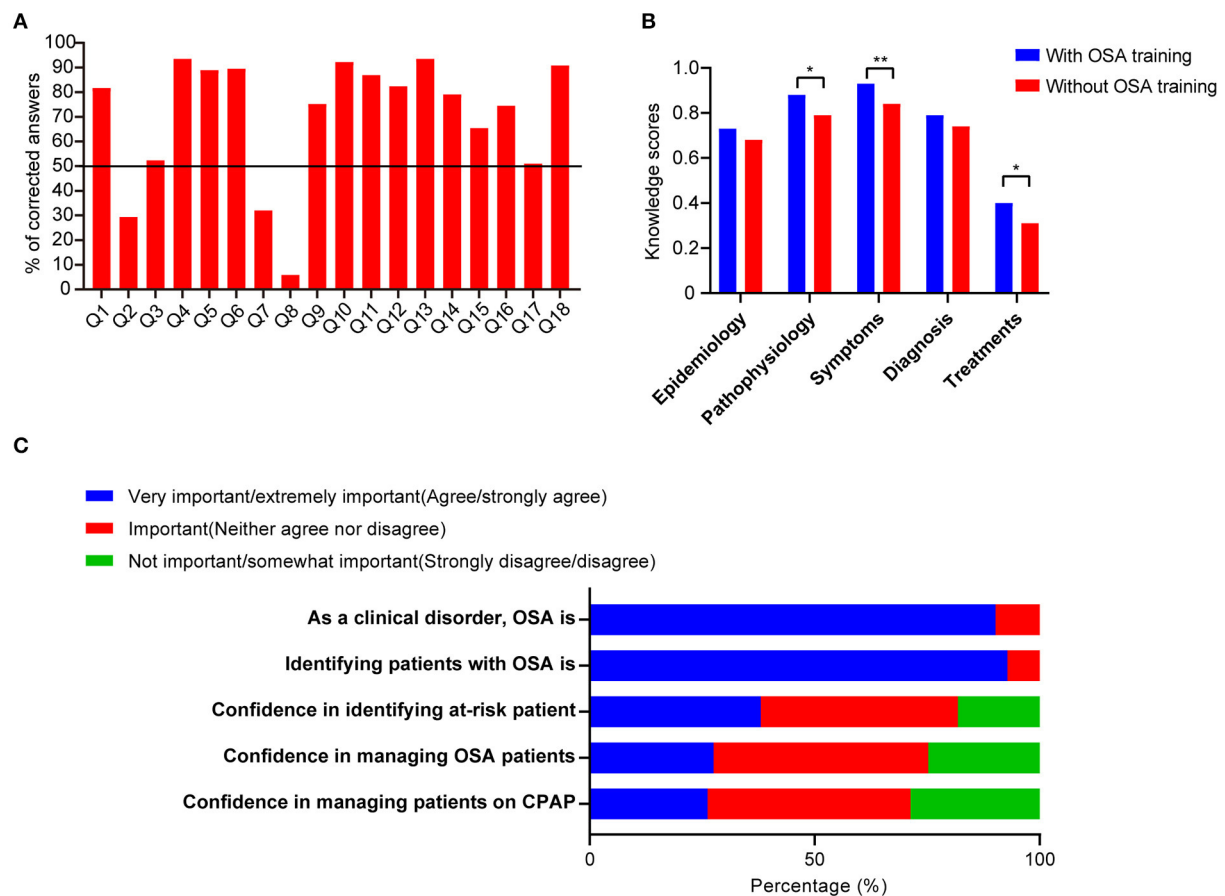 A
% of corrected answers
100
90
80
70
60
50
40
30
20
10
0
Q1
Q2
Q3
Q4
Q5
Q6
Q7
Q8
Q9
Q10
Q11
Q12
Q13
Q14
Q15
Q16
Q17
Q18
B
With OSA training
Without OSA training
Knowledge scores
1.0
0.8
0.6
0.4
0.2
0
*
**
*
Epidemiology
Pathophysiology
Symptoms
Diagnosis
Treatments
C
Very important/extremely important(Agree/strongly agree)
Important(Neither agree nor disagree)
Not important/somewhat important(Strongly disagree/disagree)
As a clinical disorder, OSA is
Identifying patients with OSA is
Confidence in identifying at-risk patient
Confidence in managing OSA patients
Confidence in managing patients on CPAP
0
50
100
Percentage (%)